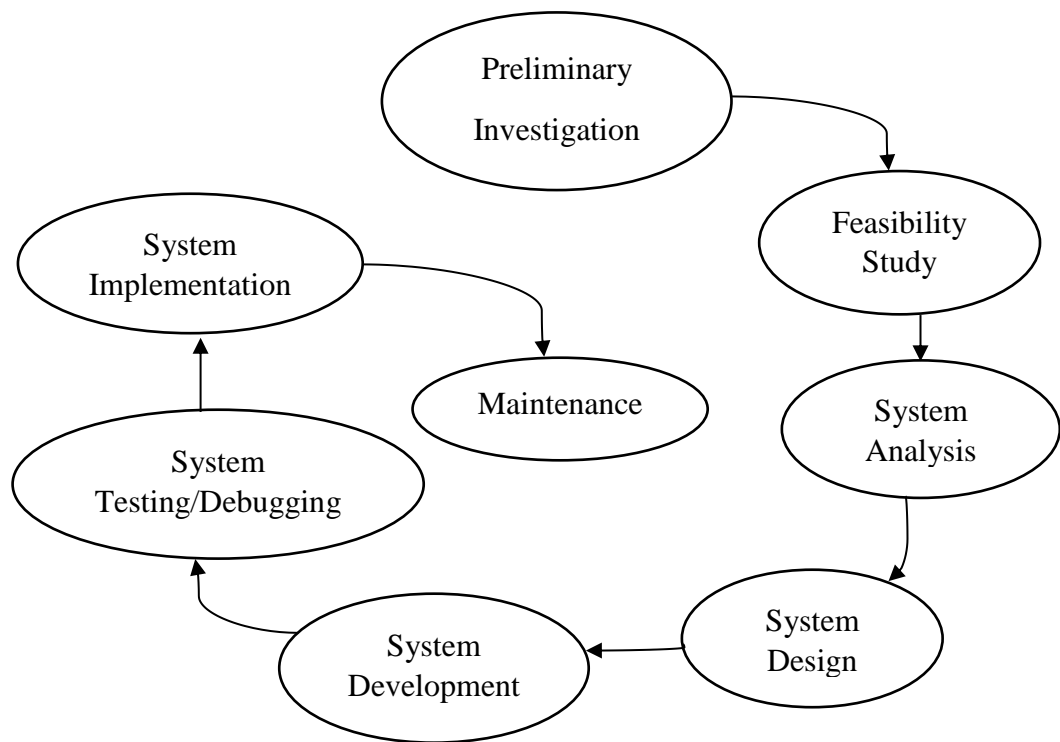 Preliminary
Investigation
Feasibility
Study
System
Analysis
System
Design
System
Development
System
Testing/Debugging
System
Implementation
Maintenance